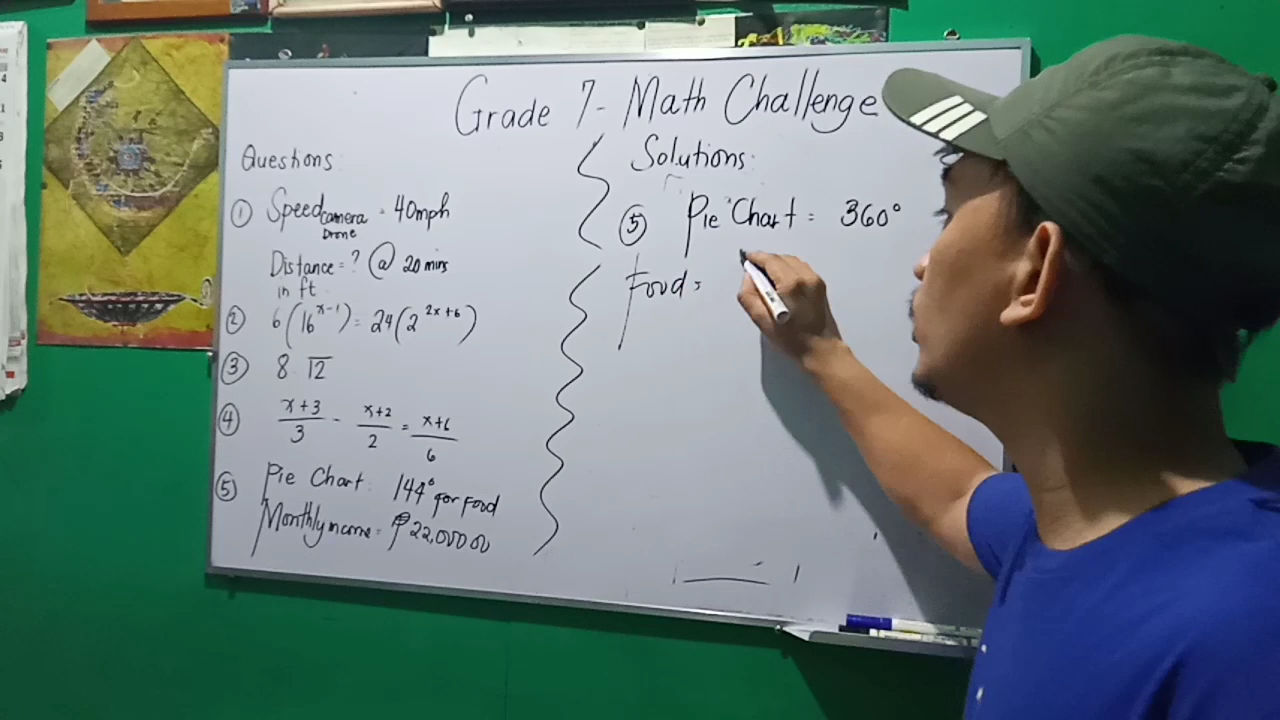 Grade 7 - Math Challenge
Questions:
① Speed camera Drone = 40mph
Distance = ? @ 20 mins
in ft
② 6(16^(x-1)) = 24(2^(2x+6))
③ 8 √12
④ (x+3)/3 - (x+2)/2 = (x+6)/6
⑤ Pie Chart: 144° for Food
Monthly income = ₱22,000.00
Solutions:
⑤ Pie Chart = 360°
Food =